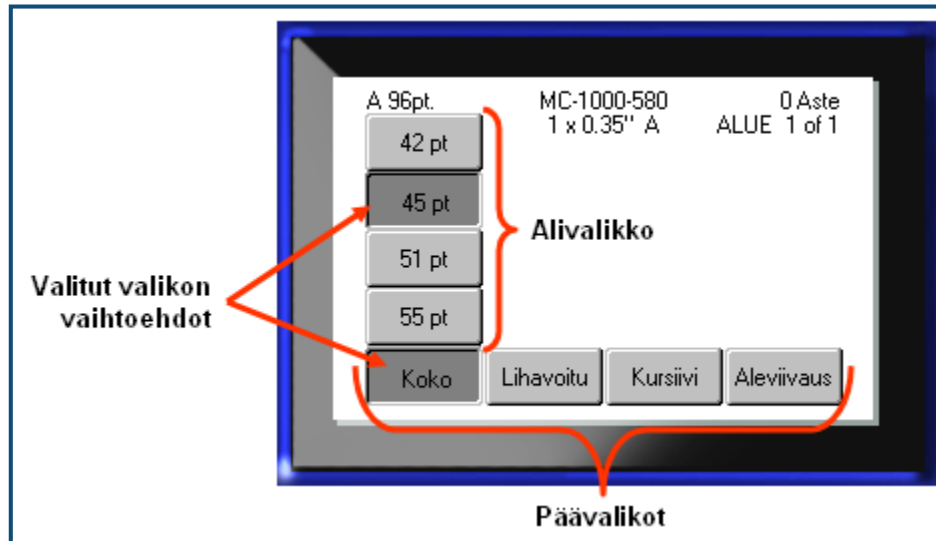 A 96pt. MC-1000-580 0 Aste
1 x 0.35" A ALUE 1 of 1
42 pt
45 pt
Alivalikko
51 pt
Valitut valikon
vaihtoehdot
55 pt
Koko Lihavoitu Kursiivi Aleviivaus
Päävalikot